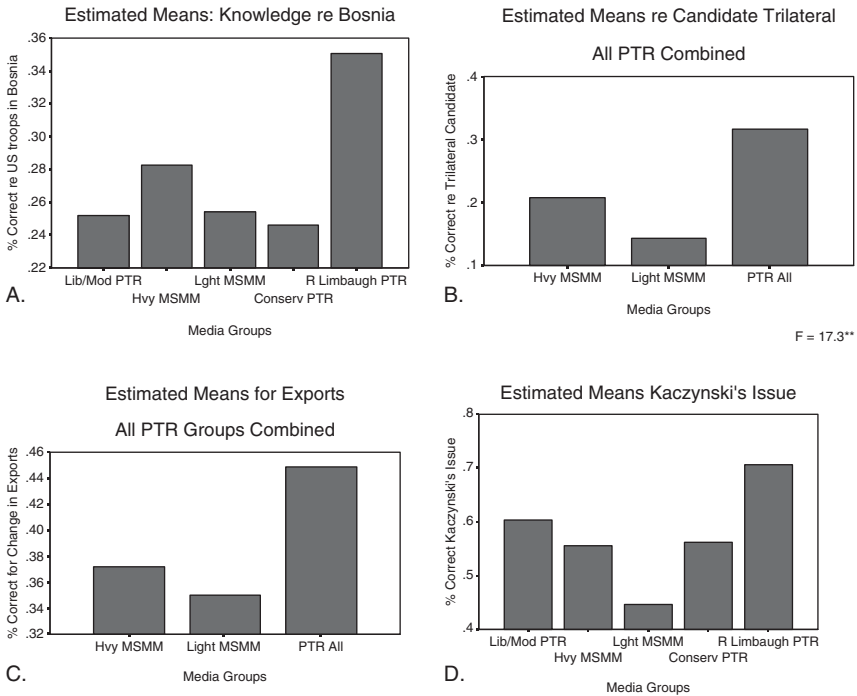 Estimated Means: Knowledge re Bosnia
% Correct re US troops in Bosnia
.36
.34
.32
.30
.28
.26
.24
.22
Lib/Mod PTR
Hvy MSMM
Lght MSMM
Conserv PTR
R Limbaugh PTR
Media Groups
A.
Estimated Means re Candidate Trilateral
All PTR Combined
% Correct re Trilateral Candidate
.4
.3
.2
.1
Hvy MSMM
Light MSMM
PTR All
Media Groups
B.
F = 17.3**
Estimated Means for Exports
All PTR Groups Combined
% Correct for Change in Exports
.46
.44
.42
.40
.38
.36
.34
.32
Hvy MSMM
Light MSMM
PTR All
Media Groups
C.
Estimated Means Kaczynski's Issue
% Correct Kaczynski's Issue
.8
.7
.6
.5
.4
Lib/Mod PTR
Hvy MSMM
Lght MSMM
Conserv PTR
R Limbaugh PTR
Media Groups
D.